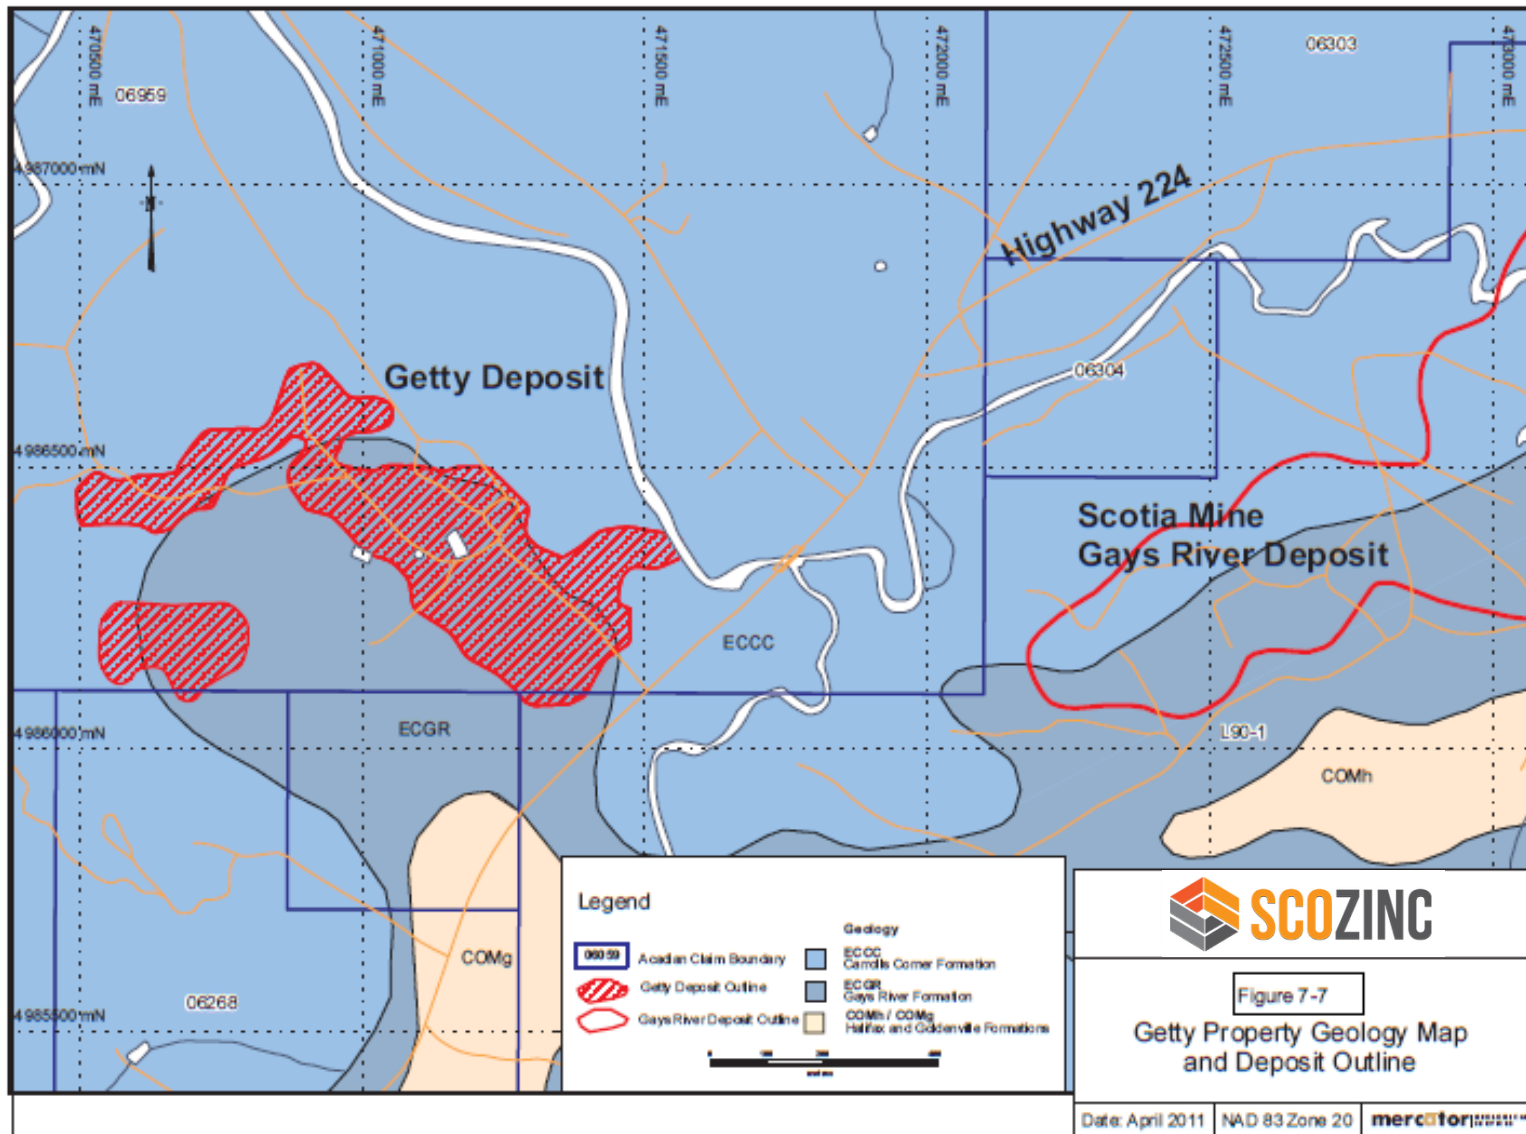 470500 mE
471000 mE
471500 mE
472000 mE
472500 mE
473000 mE
06303
06959
4987000 mN
N
Highway 224
Getty Deposit
06304
4986500 mN
Scotia Mine
Gays River Deposit
ECCC
4986000 mN
ECGR
L90-1
COMh
COMg
06268
4985500 mN
Legend
Geology
06959 Acadian Claim Boundary
ECCC
Carrolls Corner Formation
Getty Deposit Outline
ECGR
Gays River Formation
Gays River Deposit Outline
COMh / COMg
Halifax and Goldenville Formations
SCOZINC
Figure 7-7
Getty Property Geology Map
and Deposit Outline
Date: April 2011
NAD 83 Zone 20
mercator